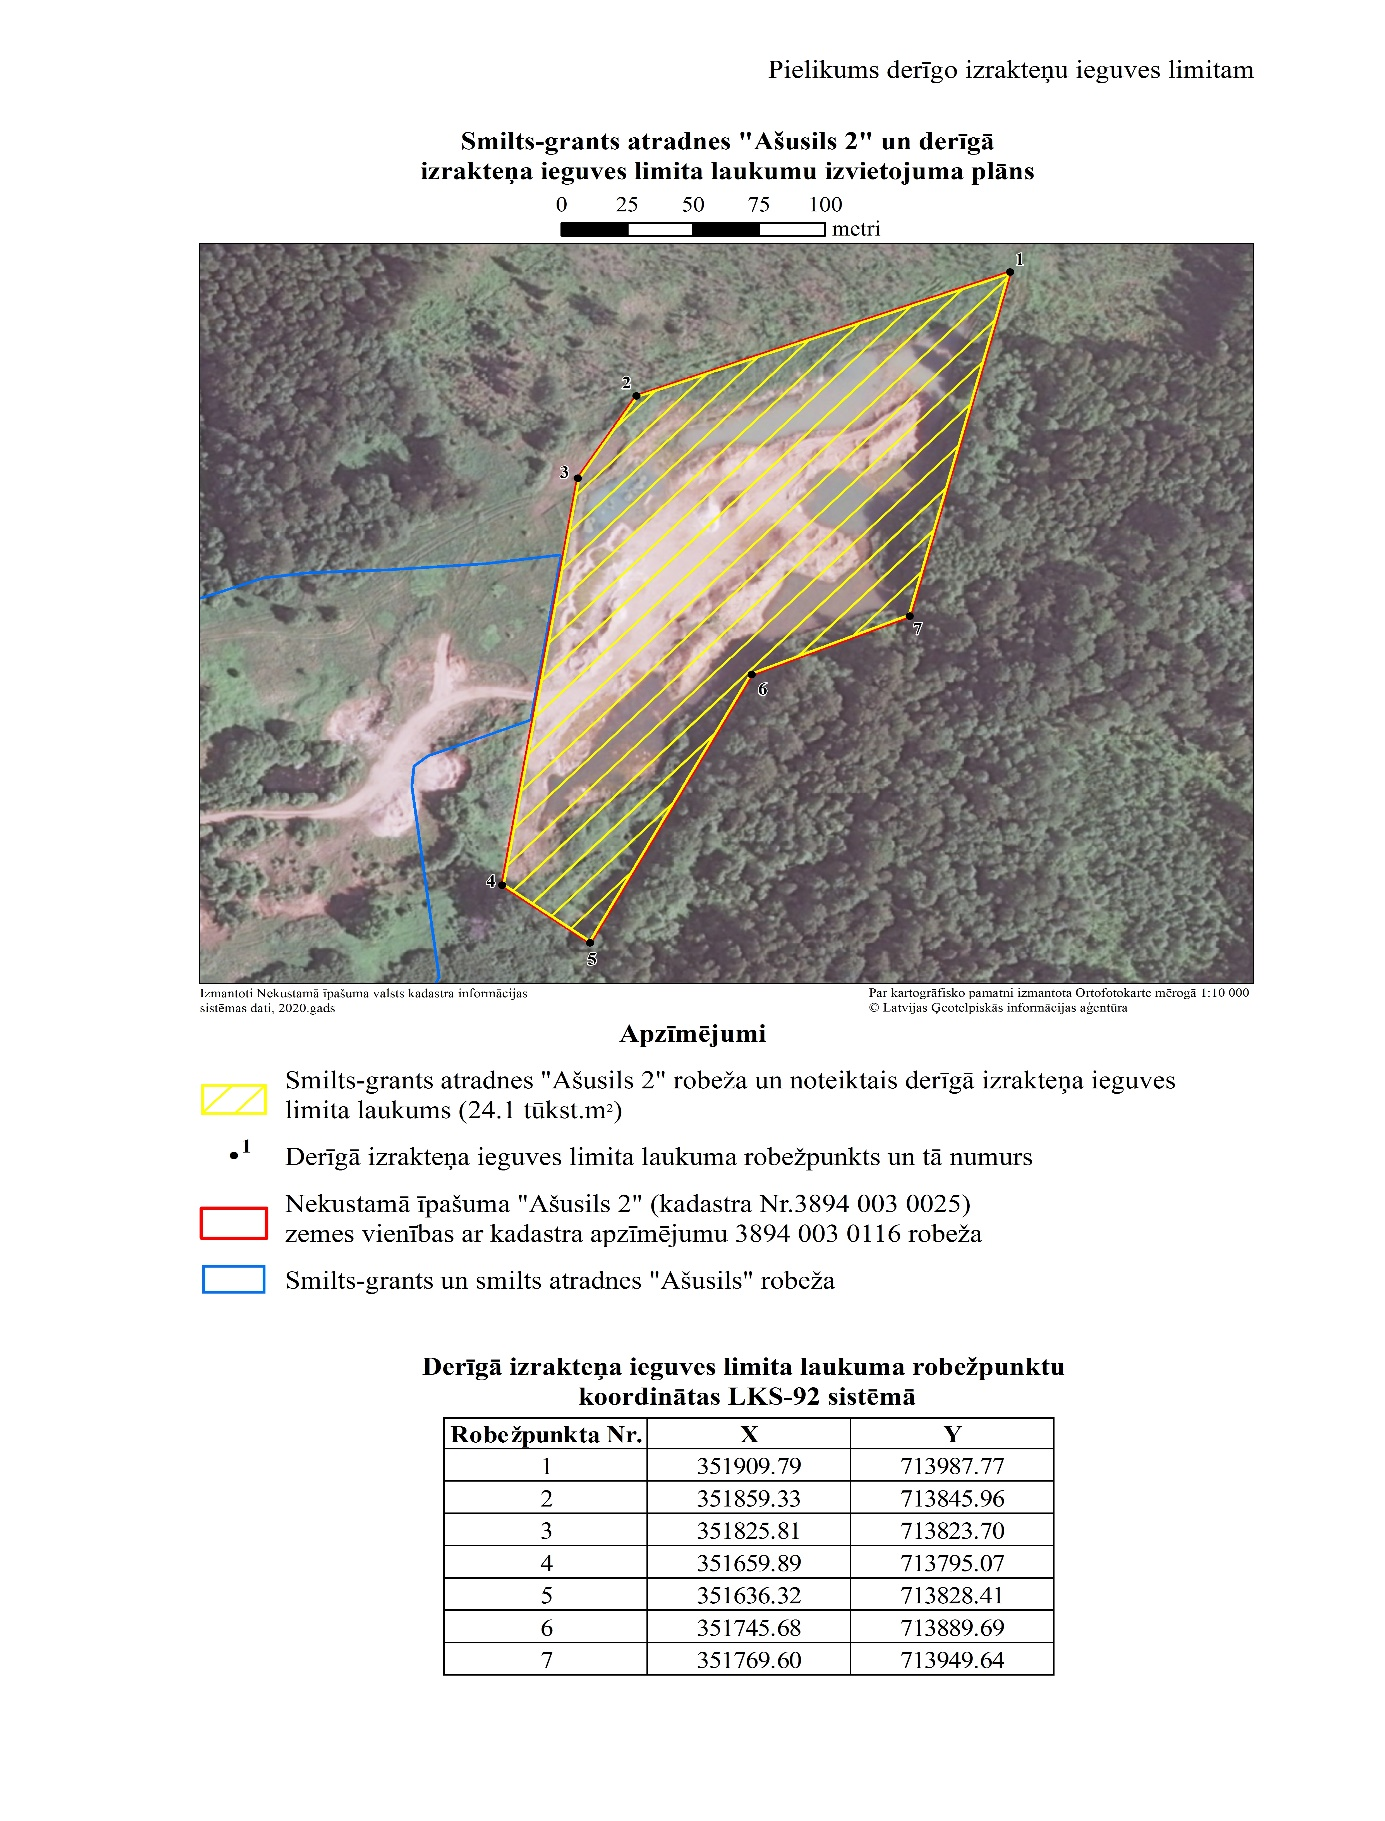 Pielikums derīgo izrakteņu ieguves limitam
Smilts-grants atradnes "Ašusils 2" un derīgā
izrakteņa ieguves limita laukumu izvietojuma plāns
0 25 50 75 100
metri
1
2
3
7
6
4
5
Izmantoti Nekustamā īpašuma valsts kadastra informācijas
sistēmas dati, 2020.gads
Par kartogrāfisko pamatni izmantota Ortofotokarte mērogā 1:10 000
© Latvijas Ģeotelpiskās informācijas aģentūra
Apzīmējumi
Smilts-grants atradnes "Ašusils 2" robeža un noteiktais derīgā izrakteņa ieguves
limita laukums (24.1 tūkst.m²)
1
Derīgā izrakteņa ieguves limita laukuma robežpunkts un tā numurs
Nekustamā īpašuma "Ašusils 2" (kadastra Nr.3894 003 0025)
zemes vienības ar kadastra apzīmējumu 3894 003 0116 robeža
Smilts-grants un smilts atradnes "Ašusils" robeža
Derīgā izrakteņa ieguves limita laukuma robežpunktu
koordinātas LKS-92 sistēmā
Robežpunkta Nr. X Y
1 351909.79 713987.77
2 351859.33 713845.96
3 351825.81 713823.70
4 351659.89 713795.07
5 351636.32 713828.41
6 351745.68 713889.69
7 351769.60 713949.64